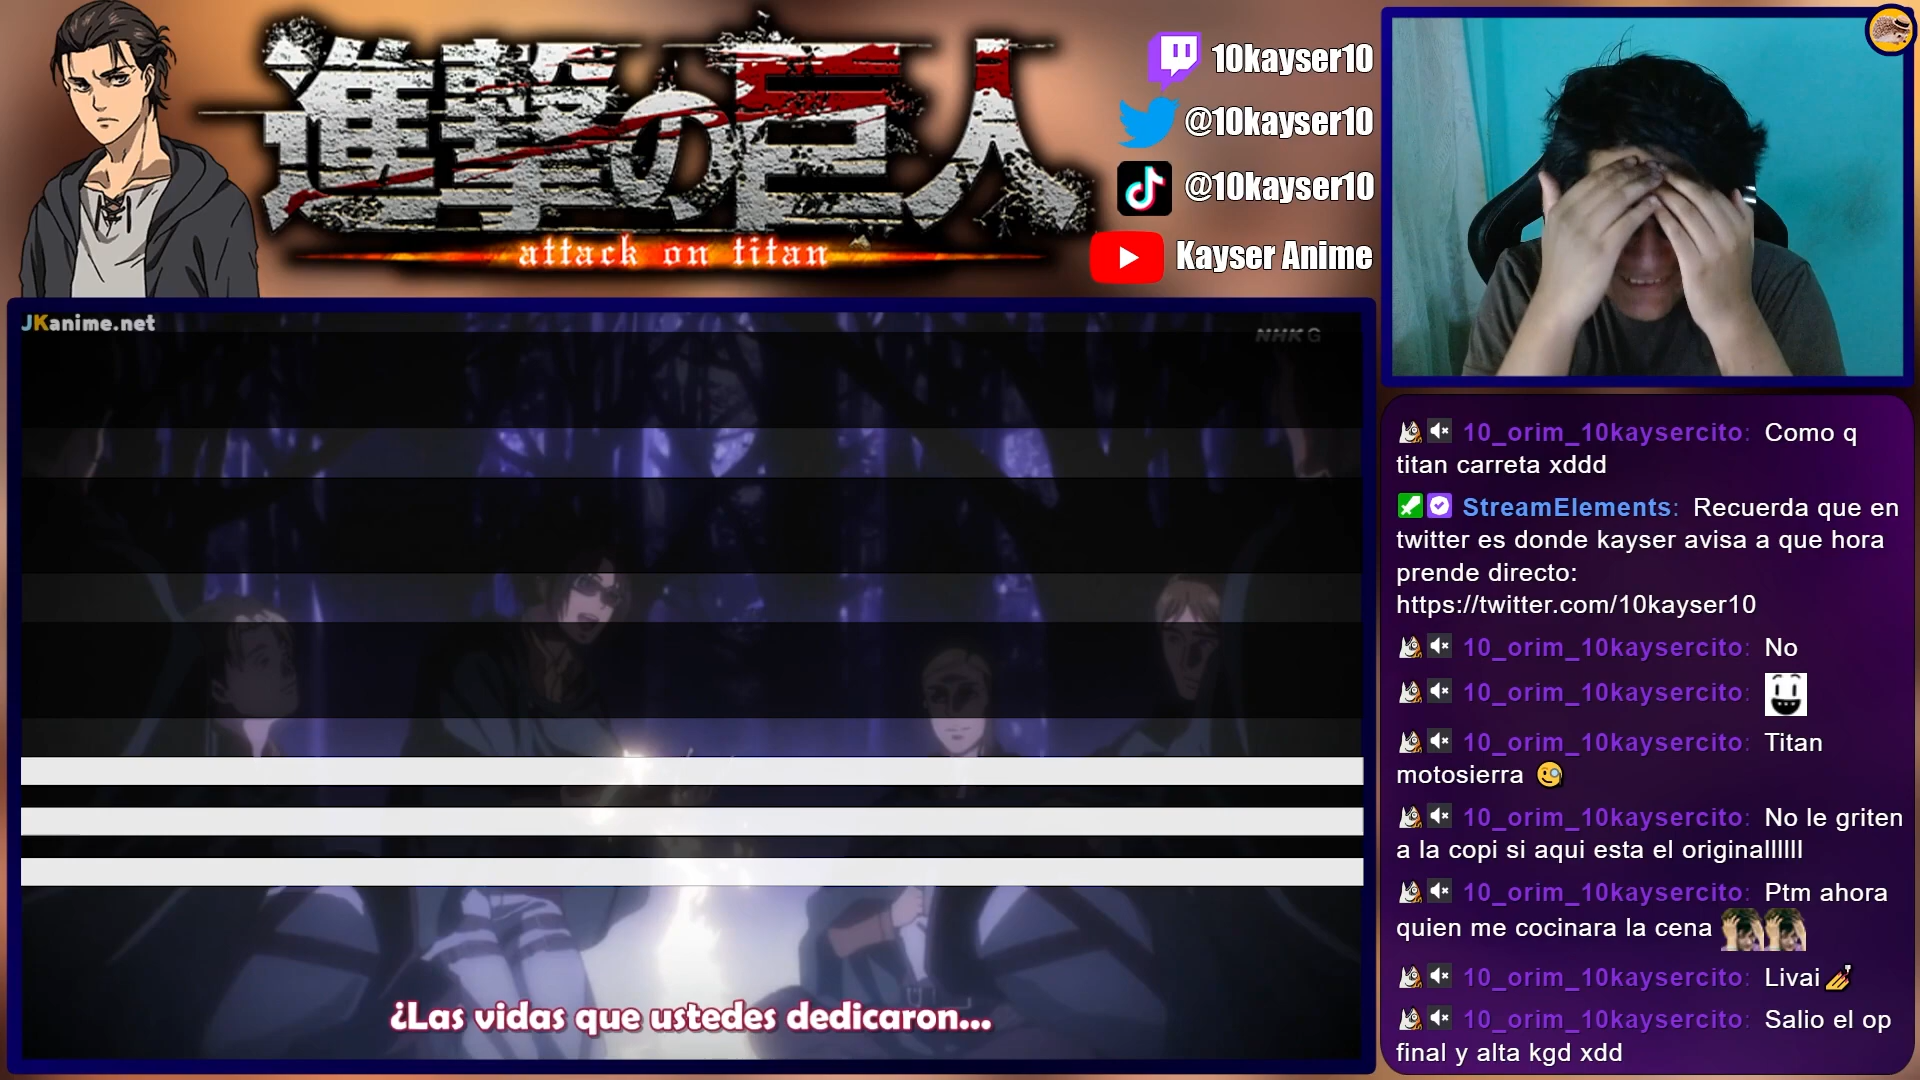 進撃の巨人
attack on titan
10kayser10
@10kayser10
@10kayser10
Kayser Anime
JKanime.net
NHK G
¿Las vidas que ustedes dedicaron...
10_orim_10kaysercito: Como q
titan carreta xddd
StreamElements: Recuerda que en
twitter es donde kayser avisa a que hora
prende directo:
https://twitter.com/10kayser10
10_orim_10kaysercito: No
10_orim_10kaysercito:
10_orim_10kaysercito: Titan
motosierra 🧐
10_orim_10kaysercito: No le griten
a la copi si aqui esta el originallllll
10_orim_10kaysercito: Ptm ahora
quien me cocinara la cena
10_orim_10kaysercito: Livai💅
10_orim_10kaysercito: Salio el op
final y alta kgd xdd